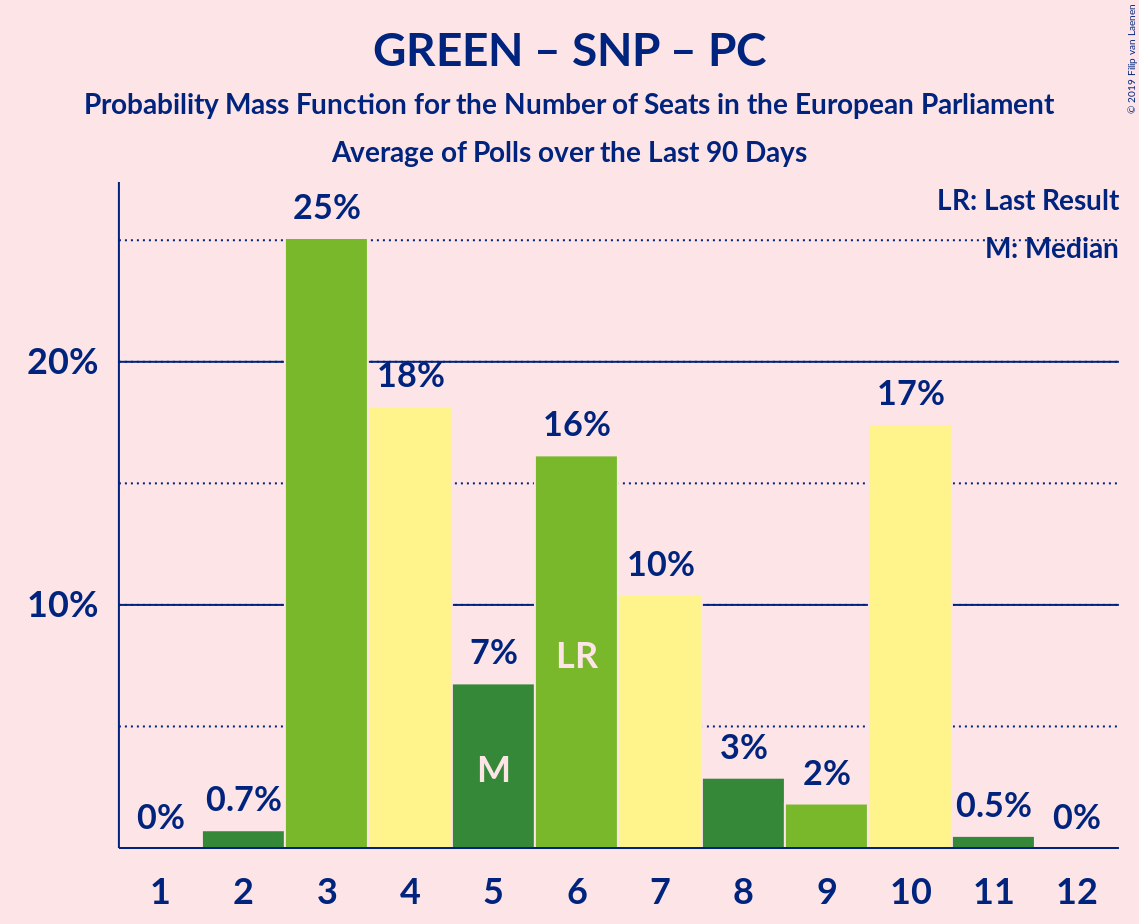 GREEN – SNP – PC
Probability Mass Function for the Number of Seats in the European Parliament
Average of Polls over the Last 90 Days
© 2019 Filip van Laenen
LR: Last Result
M: Median
25%
20%
18%
17%
16%
10%
10%
LR
7%
M
3%
2%
0.7%
0.5%
0%
0%
1 2 3 4 5 6 7 8 9 10 11 12